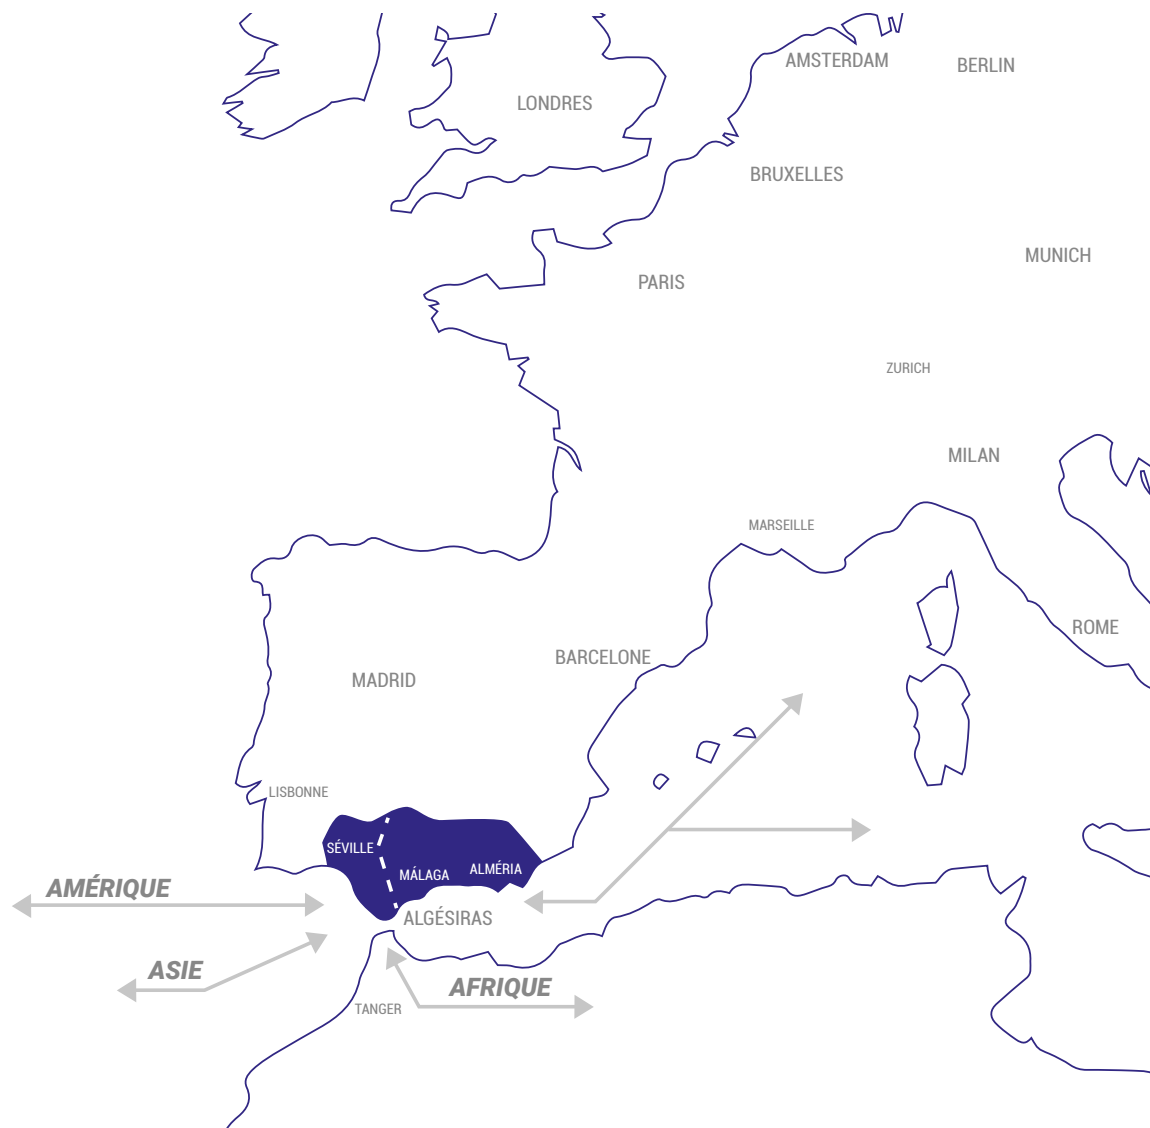 AMSTERDAM
BERLIN
LONDRES
BRUXELLES
MUNICH
PARIS
ZURICH
MILAN
MARSEILLE
ROME
BARCELONE
MADRID
LISBONNE
SÉVILLE
MÁLAGA
ALMÉRIA
AMÉRIQUE
ALGÉSIRAS
ASIE
AFRIQUE
TANGER